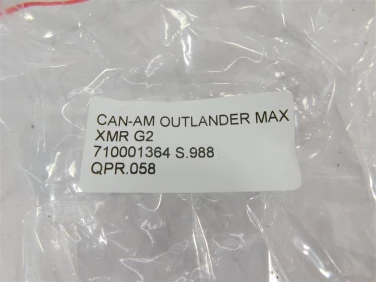 CAN-AM OUTLANDER MAX
XMR G2
710001364 S.988
QPR.058